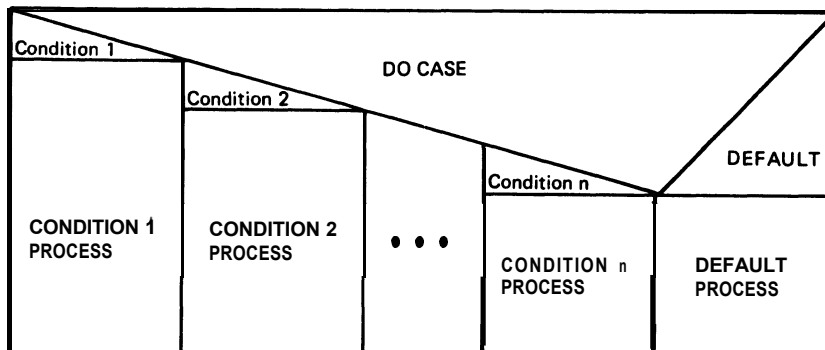 Condition 1
DO CASE
Condition 2
DEFAULT
Condition n
CONDITION 1
PROCESS
CONDITION 2
PROCESS
• • •
CONDITION n
PROCESS
DEFAULT
PROCESS